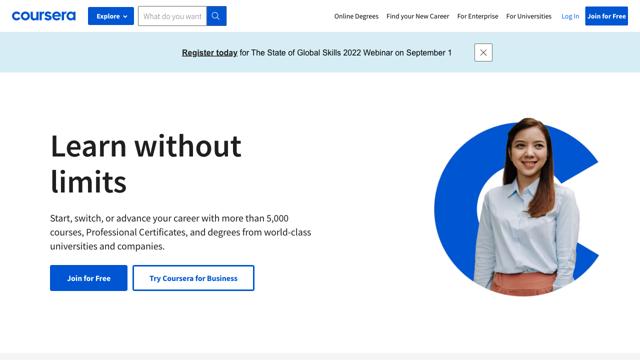 coursera
Explore
What do you want
Online Degrees
Find your New Career
For Enterprise
For Universities
Log In
Join for Free
Register today for The State of Global Skills 2022 Webinar on September 1
Learn without
limits
Start, switch, or advance your career with more than 5,000
courses, Professional Certificates, and degrees from world-class
universities and companies.
Join for Free
Try Coursera for Business